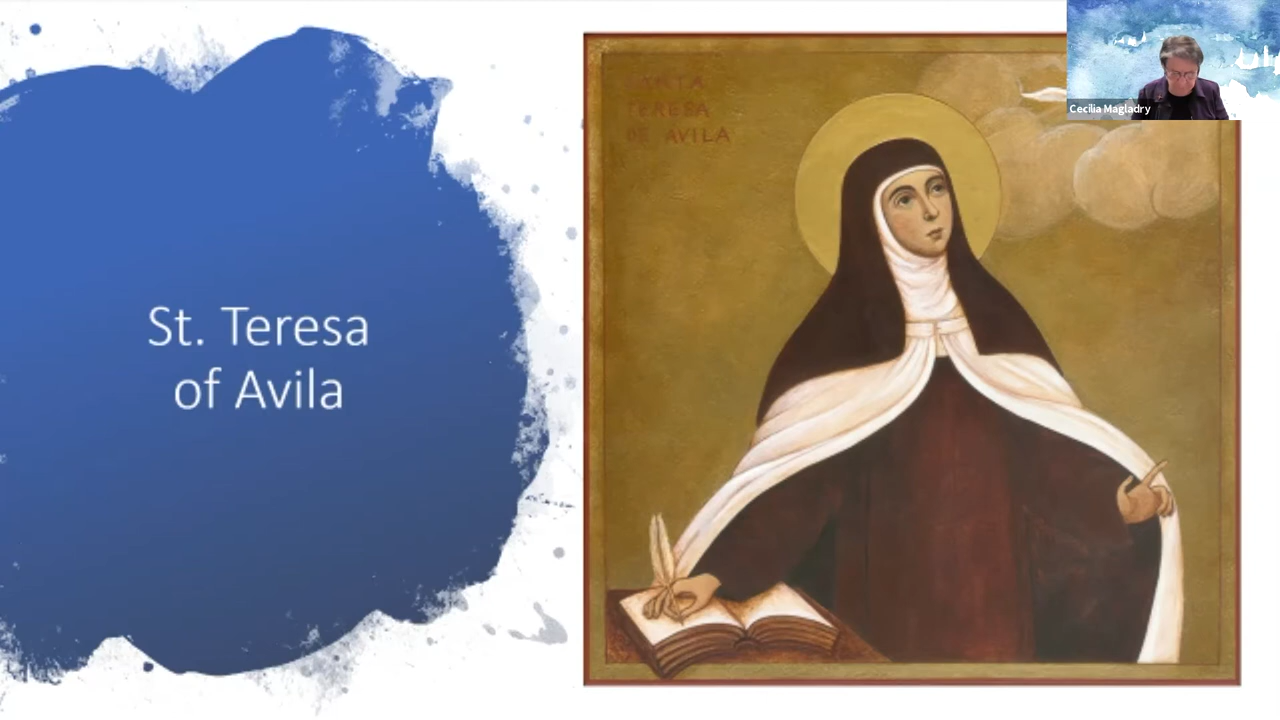 St. Teresa
of Avila
SANTA
TERESA
DE AVILA
Cecilia Magladry